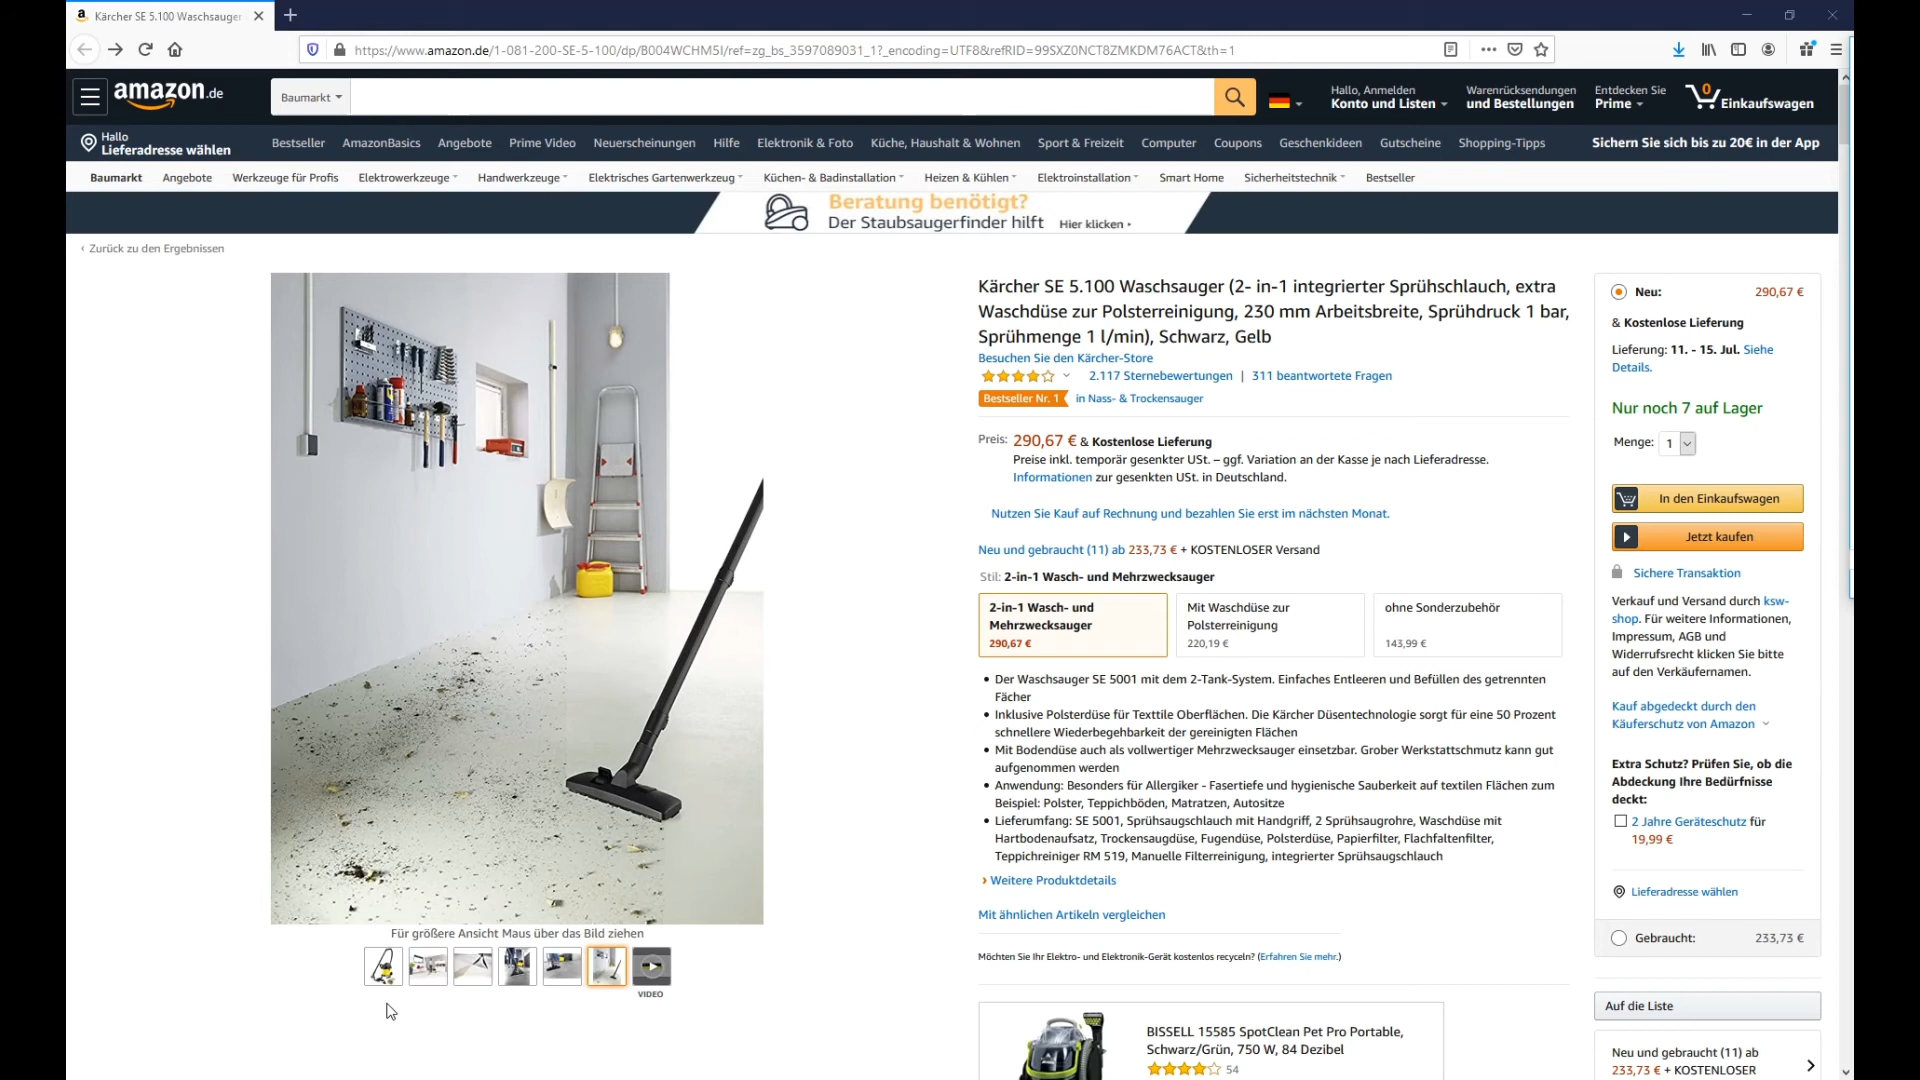 Kärcher SE 5.100 Waschsauger
https://www.amazon.de/1-081-200-SE-5-100/dp/B004WCHM5I/ref=zg_bs_3597089031_1?_encoding=UTF8&refRID=99SXZ0NCT8ZMKDM76ACT&th=1
amazon.de
Baumarkt
Hallo, Anmelden
Konto und Listen
Warenrücksendungen
und Bestellungen
Entdecken Sie
Prime
0
Einkaufswagen
Hallo
Lieferadresse wählen
Bestseller AmazonBasics Angebote Prime Video Neuerscheinungen Hilfe Elektronik & Foto Küche, Haushalt & Wohnen Sport & Freizeit Computer Coupons Geschenkideen Gutscheine Shopping-Tipps
Sichern Sie sich bis zu 20€ in der App
Baumarkt Angebote Werkzeuge für Profis Elektrowerkzeuge Handwerkzeuge Elektrisches Gartenwerkzeug Küchen- & Badinstallation Heizen & Kühlen Elektroinstallation Smart Home Sicherheitstechnik Bestseller
Beratung benötigt?
Der Staubsaugerfinder hilft Hier klicken
‹ Zurück zu den Ergebnissen
Für größere Ansicht Maus über das Bild ziehen
VIDEO
Kärcher SE 5.100 Waschsauger (2- in-1 integrierter Sprühschlauch, extra
Waschdüse zur Polsterreinigung, 230 mm Arbeitsbreite, Sprühdruck 1 bar,
Sprühmenge 1 l/min), Schwarz, Gelb
Besuchen Sie den Kärcher-Store
2.117 Sternebewertungen | 311 beantwortete Fragen
Bestseller Nr. 1 in Nass- & Trockensauger
Preis: 290,67 € & Kostenlose Lieferung
Preise inkl. temporär gesenkter USt. – ggf. Variation an der Kasse je nach Lieferadresse.
Informationen zur gesenkten USt. in Deutschland.
Nutzen Sie Kauf auf Rechnung und bezahlen Sie erst im nächsten Monat.
Neu und gebraucht (11) ab 233,73 € + KOSTENLOSER Versand
Stil: 2-in-1 Wasch- und Mehrzwecksauger
2-in-1 Wasch- und
Mehrzwecksauger
290,67 €
Mit Waschdüse zur
Polsterreinigung
220,19 €
ohne Sonderzubehör
143,99 €
• Der Waschsauger SE 5001 mit dem 2-Tank-System. Einfaches Entleeren und Befüllen des getrennten
Fächer
• Inklusive Polsterdüse für Texttile Oberflächen. Die Kärcher Düsentechnologie sorgt für eine 50 Prozent
schnellere Wiederbegehbarkeit der gereinigten Flächen
• Mit Bodendüse auch als vollwertiger Mehrzwecksauger einsetzbar. Grober Werkstattschmutz kann gut
aufgenommen werden
• Anwendung: Besonders für Allergiker - Fasertiefe und hygienische Sauberkeit auf textilen Flächen zum
Beispiel: Polster, Teppichböden, Matratzen, Autositze
• Lieferumfang: SE 5001, Sprühsaugschlauch mit Handgriff, 2 Sprühsaugrohre, Waschdüse mit
Hartbodenaufsatz, Trockensaugdüse, Fugendüse, Polsterdüse, Papierfilter, Flachfaltenfilter,
Teppichreiniger RM 519, Manuelle Filterreinigung, integrierter Sprühsaugschlauch
› Weitere Produktdetails
Mit ähnlichen Artikeln vergleichen
Möchten Sie Ihr Elektro- und Elektronik-Gerät kostenlos recyceln? (Erfahren Sie mehr.)
BISSELL 15585 SpotClean Pet Pro Portable,
Schwarz/Grün, 750 W, 84 Dezibel
54
Neu: 290,67 €
& Kostenlose Lieferung
Lieferung: 11. - 15. Jul. Siehe
Details.
Nur noch 7 auf Lager
Menge: 1
In den Einkaufswagen
Jetzt kaufen
Sichere Transaktion
Verkauf und Versand durch ksw-
shop. Für weitere Informationen,
Impressum, AGB und
Widerrufsrecht klicken Sie bitte
auf den Verkäufernamen.
Kauf abgedeckt durch den
Käuferschutz von Amazon
Extra Schutz? Prüfen Sie, ob die
Abdeckung Ihre Bedürfnisse
deckt:
2 Jahre Geräteschutz für
19,99 €
Lieferadresse wählen
Gebraucht: 233,73 €
Auf die Liste
Neu und gebraucht (11) ab
233,73 € + KOSTENLOSER